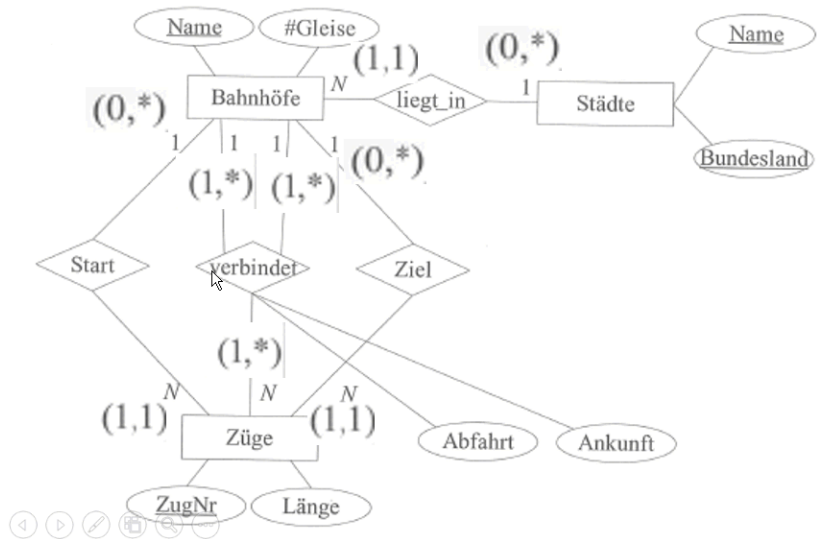 Name
#Gleise
Name
(1,1)
(0,*)
N
1
Bahnhöfe
liegt_in
Städte
(0,*)
1
1
1
1
(0,*)
Bundesland
(1,*)
(1,*)
Start
verbindet
Ziel
(1,*)
N
N
N
(1,1)
(1,1)
Züge
Abfahrt
Ankunft
ZugNr
Länge